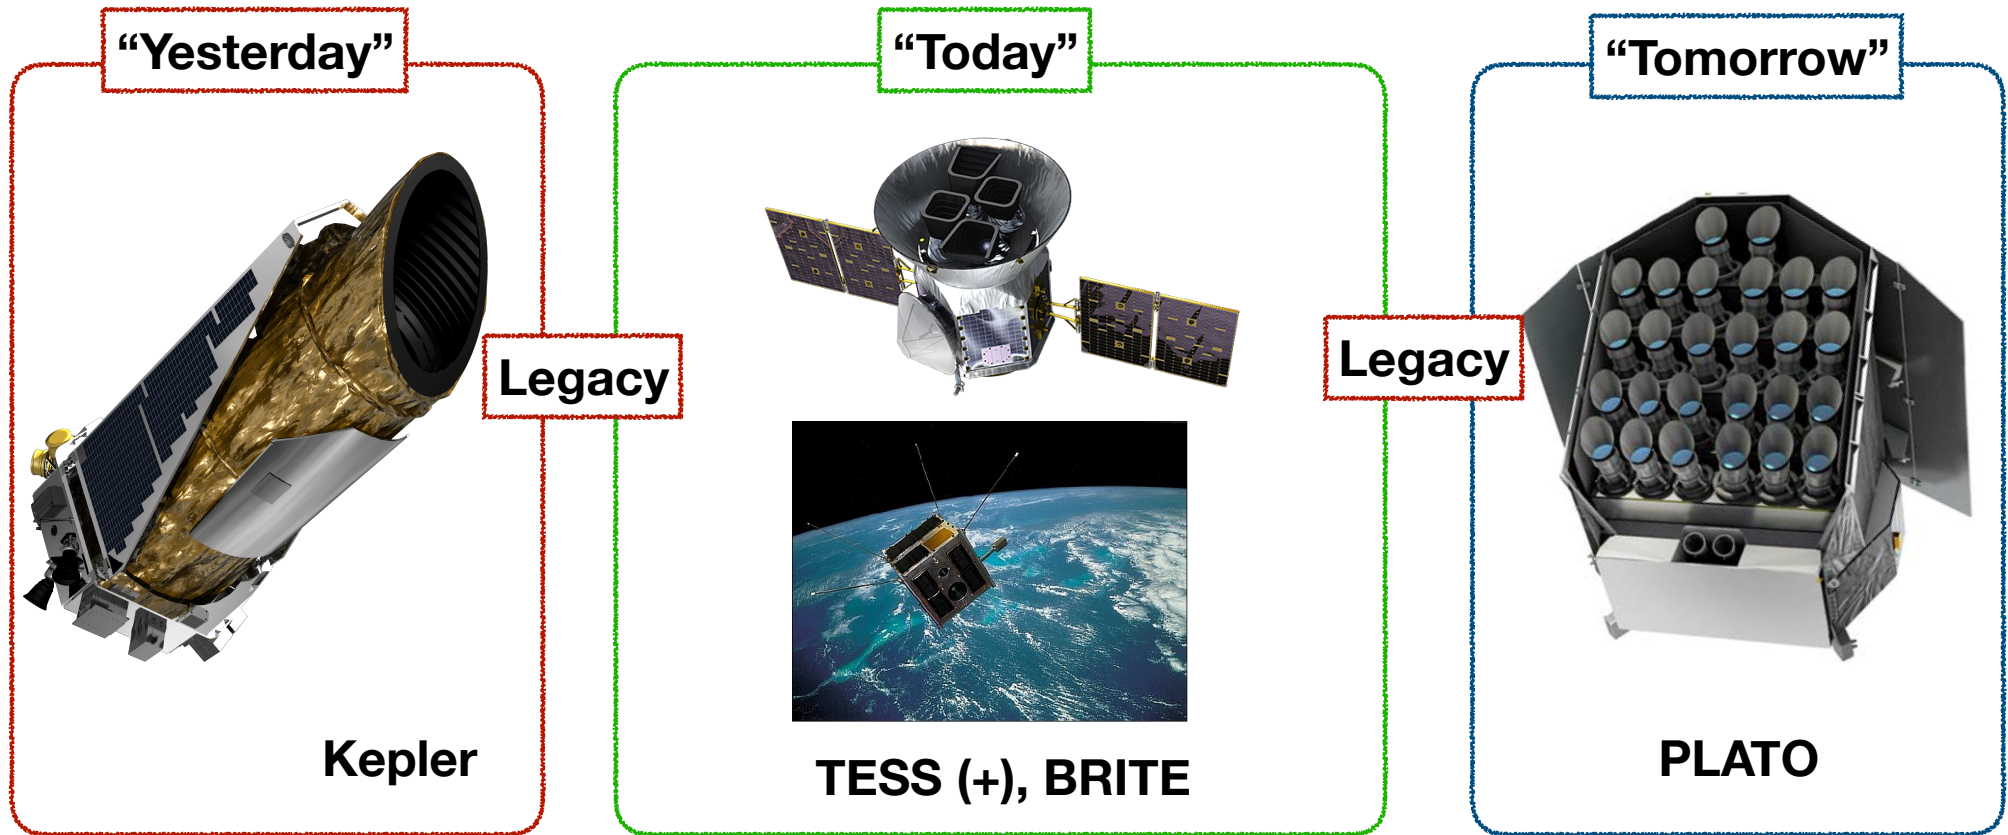 “Yesterday”
“Today”
“Tomorrow”
Legacy
Legacy
Kepler
TESS (+), BRITE
PLATO